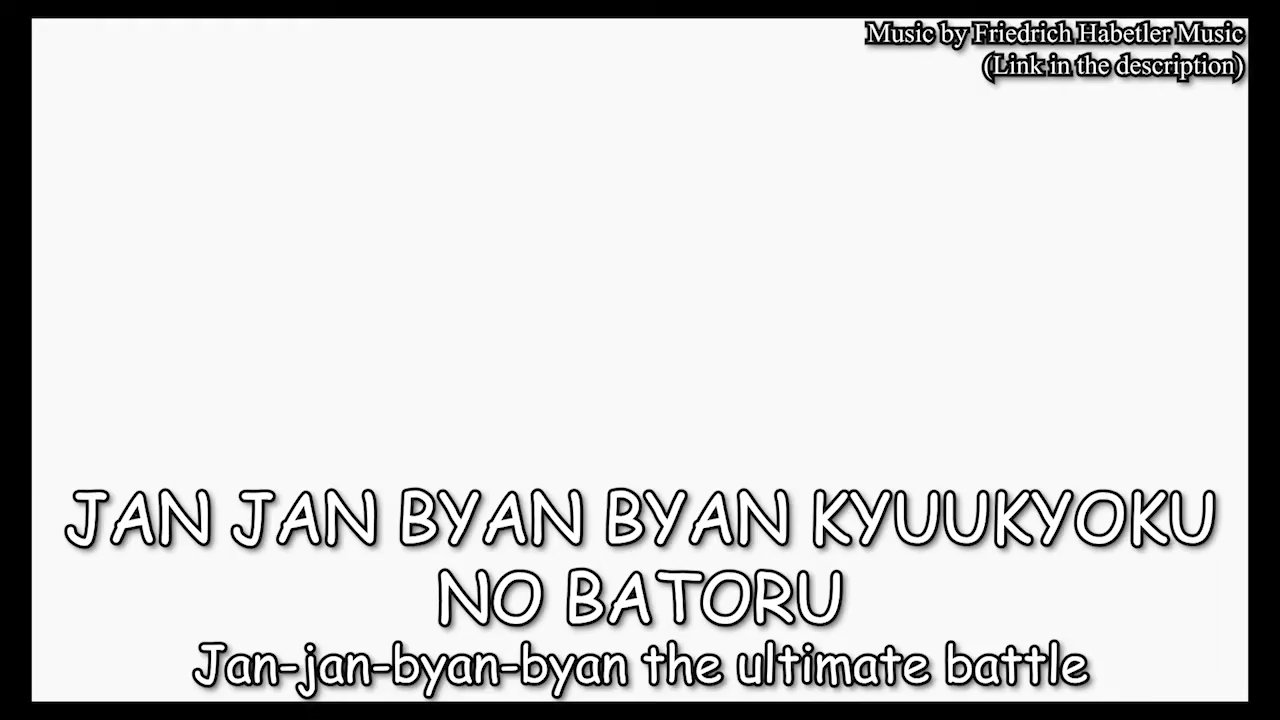 Music by Friedrich Habetler Music
(Link in the description)
JAN JAN BYAN BYAN KYUUKYOKU
NO BATORU
Jan-jan-byan-byan the ultimate battle